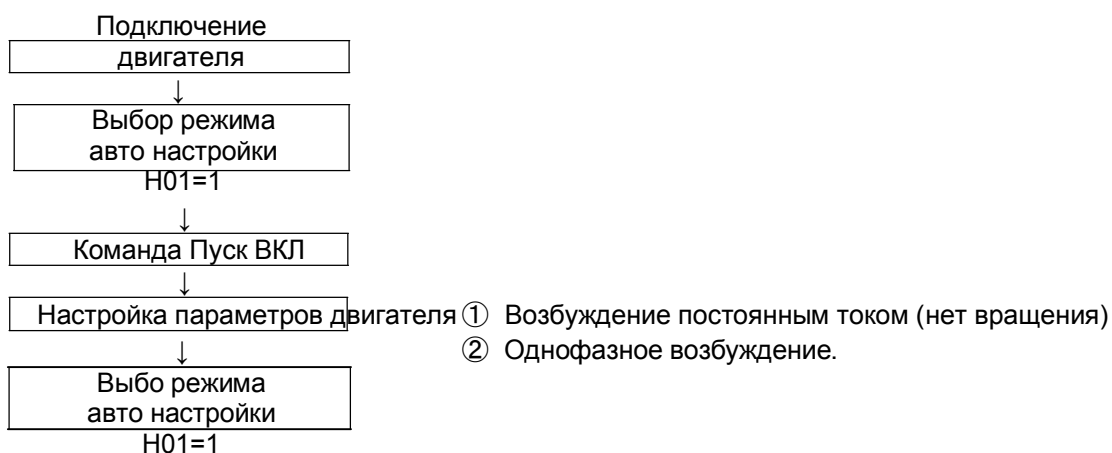 Подключение
двигателя
↓
Выбор режима
авто настройки
H01=1
↓
Команда Пуск ВКЛ
↓
Настройка параметров двигателя ① Возбуждение постоянным током (нет вращения)
↓ ② Однофазное возбуждение.
Выбо режима
авто настройки
H01=1